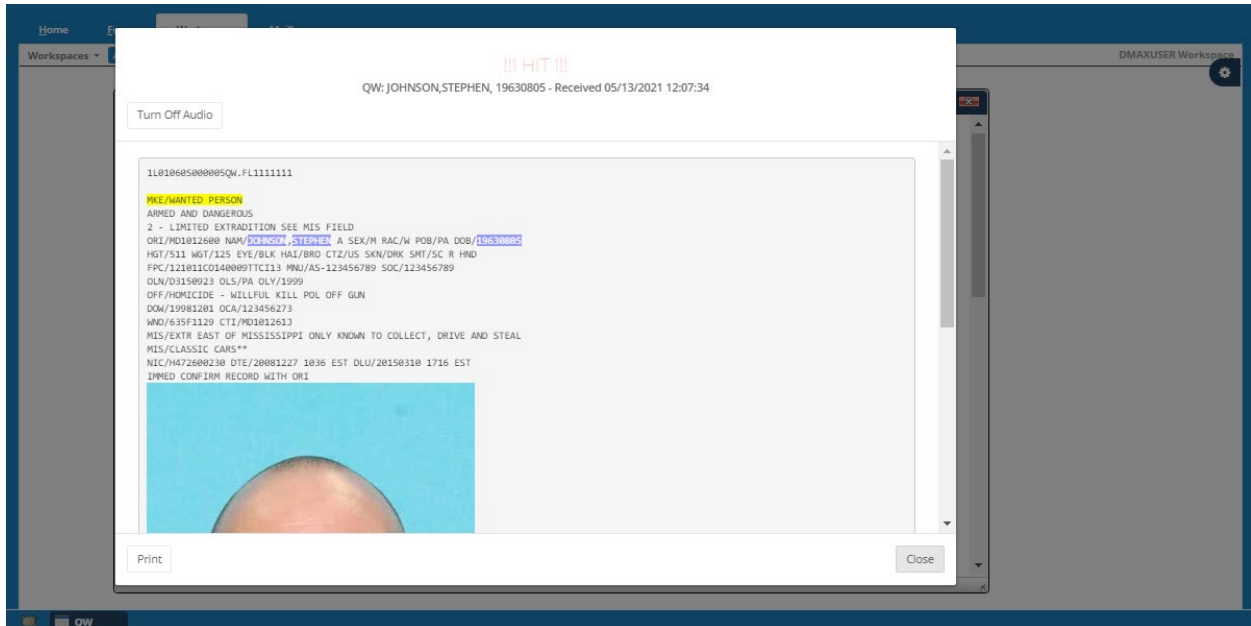 Home
Workspaces
DMAXUSER Workspace
!!! HIT !!!
QW: JOHNSON,STEPHEN, 19630805 - Received 05/13/2021 12:07:34
Turn Off Audio
1L01060S000005QW.FL1111111
MKE/WANTED PERSON
ARMED AND DANGEROUS
2 - LIMITED EXTRADITION SEE MIS FIELD
ORI/MD1012600 NAM/JOHNSON,STEPHEN A SEX/M RAC/W POB/PA DOB/19630805
HGT/511 WGT/125 EYE/BLK HAI/BRO CTZ/US SKN/DRK SMT/SC R HND
FPC/121011CO140009TTCI13 MNU/AS-123456789 SOC/123456789
OLN/D3150923 OLS/PA OLY/1999
OFF/HOMICIDE - WILLFUL KILL POL OFF GUN
DOW/19981201 OCA/123456273
WNO/635F1129 CTI/MD101261J
MIS/EXTR EAST OF MISSISSIPPI ONLY KNOWN TO COLLECT, DRIVE AND STEAL
MIS/CLASSIC CARS**
NIC/H472600230 DTE/20081227 1036 EST DLU/20150310 1716 EST
IMMED CONFIRM RECORD WITH ORI
Print
Close
QW